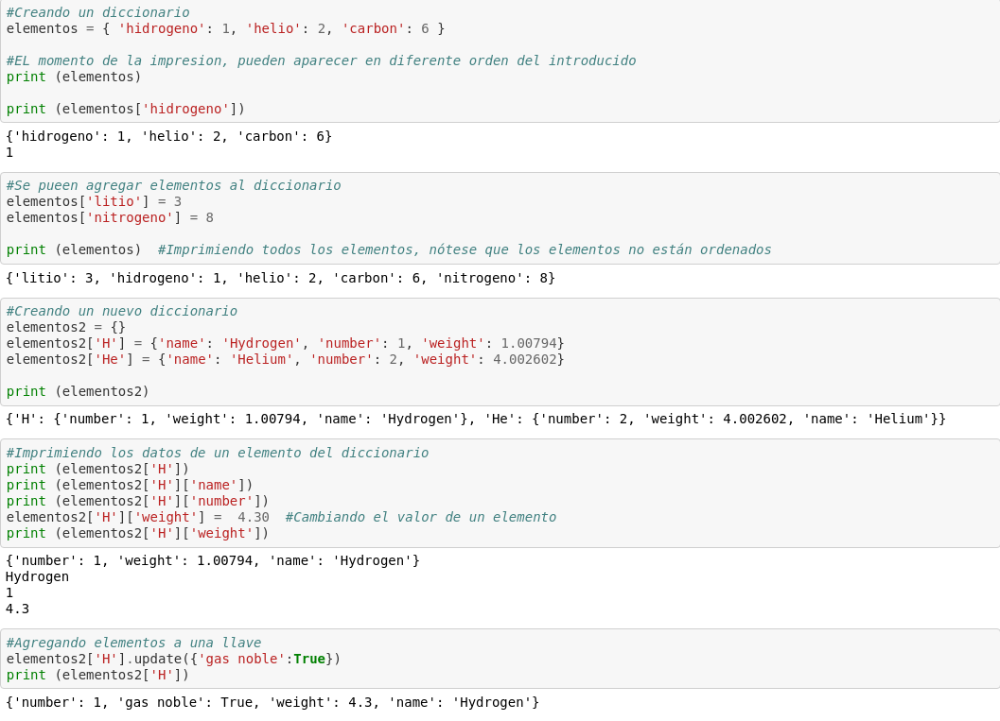 #Creando un diccionario
elementos = { 'hidrogeno': 1, 'helio': 2, 'carbon': 6 }
#EL momento de la impresion, pueden aparecer en diferente orden del introducido
print (elementos)
print (elementos['hidrogeno'])
{'hidrogeno': 1, 'helio': 2, 'carbon': 6}
1
#Se pueen agregar elementos al diccionario
elementos['litio'] = 3
elementos['nitrogeno'] = 8
print (elementos)  #Imprimiendo todos los elementos, nótese que los elementos no están ordenados
{'litio': 3, 'hidrogeno': 1, 'helio': 2, 'carbon': 6, 'nitrogeno': 8}
#Creando un nuevo diccionario
elementos2 = {}
elementos2['H'] = {'name': 'Hydrogen', 'number': 1, 'weight': 1.00794}
elementos2['He'] = {'name': 'Helium', 'number': 2, 'weight': 4.002602}
print (elementos2)
{'H': {'number': 1, 'weight': 1.00794, 'name': 'Hydrogen'}, 'He': {'number': 2, 'weight': 4.002602, 'name': 'Helium'}}
#Imprimiendo los datos de un elemento del diccionario
print (elementos2['H'])
print (elementos2['H']['name'])
print (elementos2['H']['number'])
elementos2['H']['weight'] =  4.30  #Cambiando el valor de un elemento
print (elementos2['H']['weight'])
{'number': 1, 'weight': 1.00794, 'name': 'Hydrogen'}
Hydrogen
1
4.3
#Agregando elementos a una llave
elementos2['H'].update({'gas noble':True})
print (elementos2['H'])
{'number': 1, 'gas noble': True, 'weight': 4.3, 'name': 'Hydrogen'}